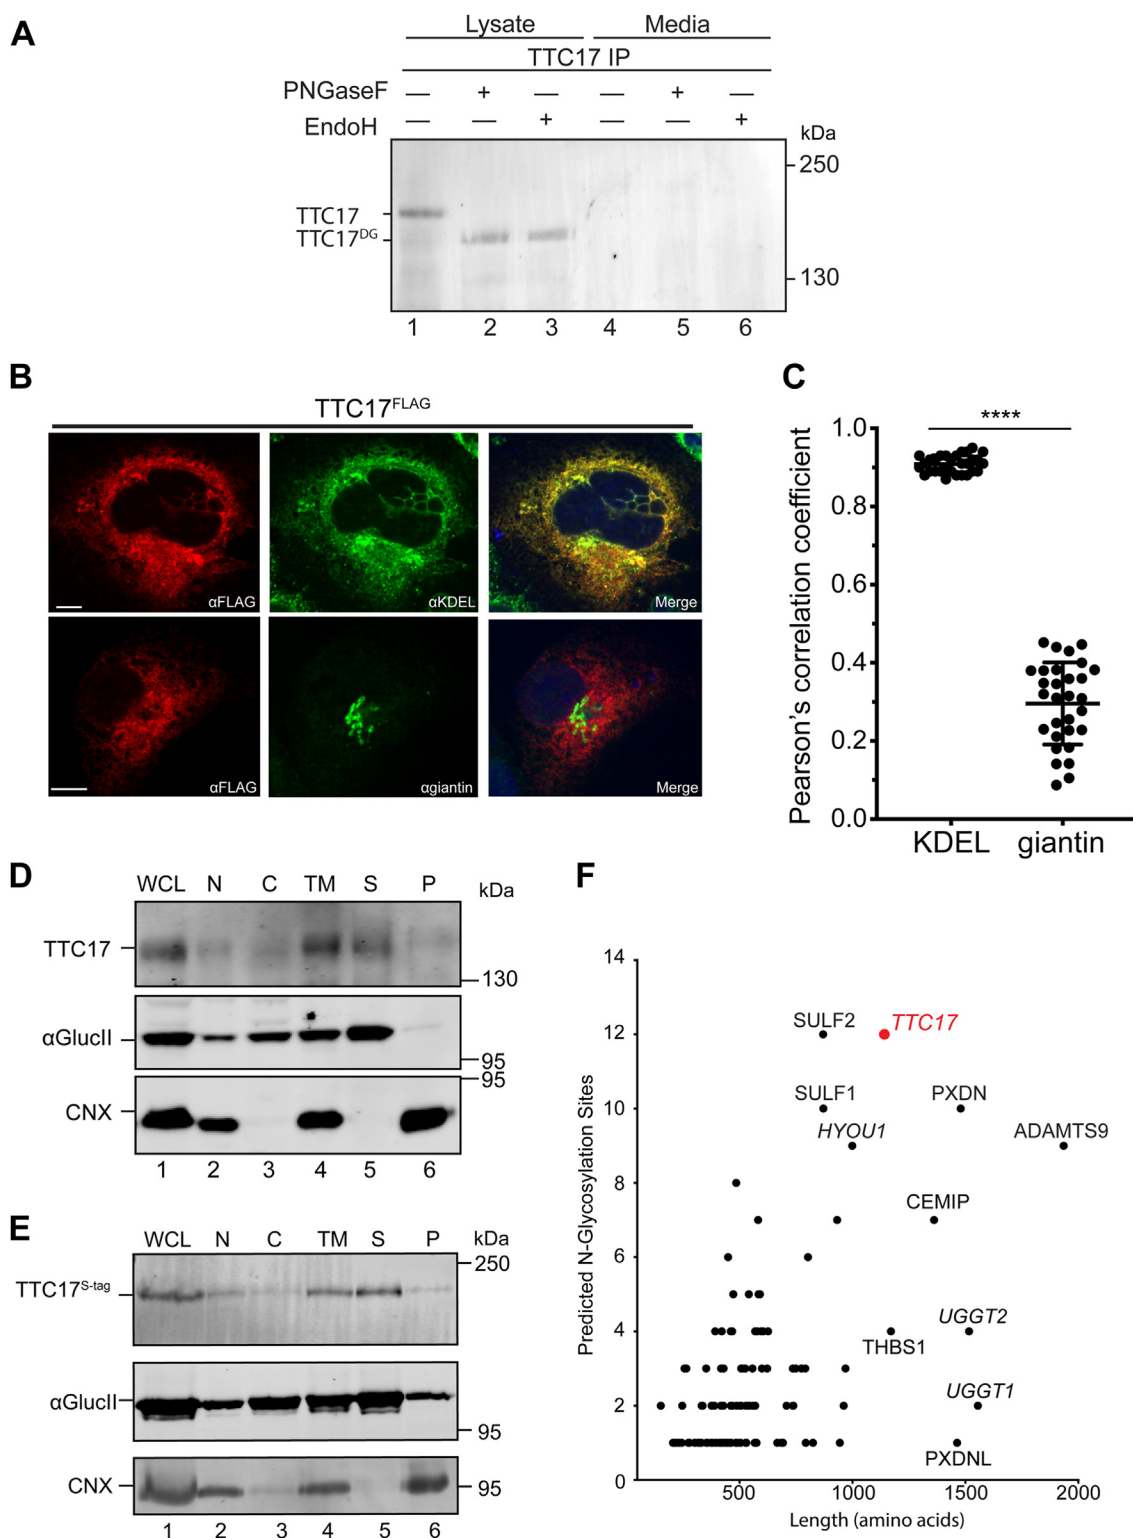 A
Lysate Media
TTC17 IP
PNGaseF — + — — + —
EndoH — — + — — +
kDa
250
TTC17
TTC17DG
130
1 2 3 4 5 6
B
TTC17FLAG
αFLAG αKDEL Merge
αFLAG αgiantin Merge
C
****
Pearson's correlation coefficient
1.0
0.8
0.6
0.4
0.2
0.0
KDEL giantin
D
WCL N C TM S P kDa
TTC17
130
αGlucII
95
95
CNX
1 2 3 4 5 6
E
WCL N C TM S P kDa
250
TTC17S-tag
αGlucII
95
CNX
95
1 2 3 4 5 6
F
Predicted N-Glycosylation Sites
14
12
10
8
6
4
2
0
SULF2 TTC17
SULF1 PXDN
HYOU1 ADAMTS9
CEMIP
UGGT2
THBS1
UGGT1
PXDNL
500 1000 1500 2000
Length (amino acids)